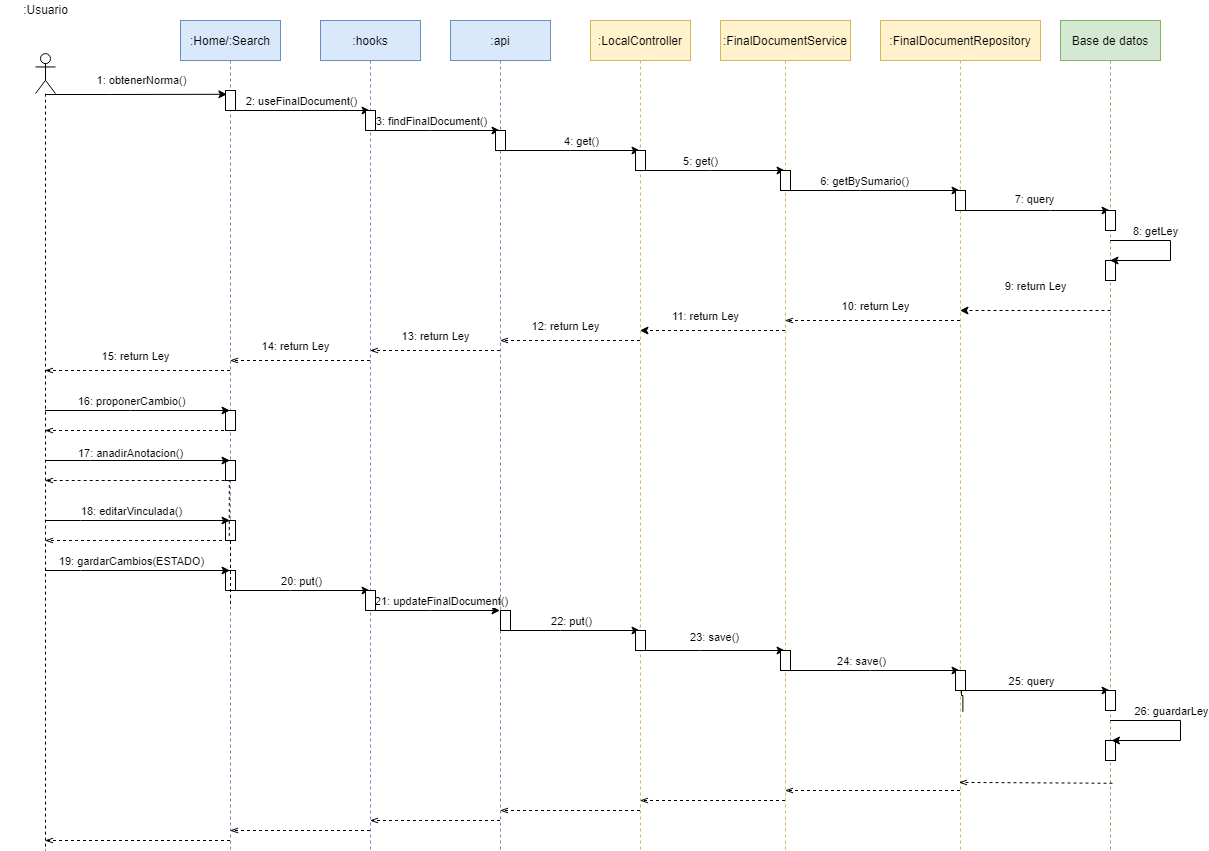 :Usuario
:Home/:Search
:hooks
:api
:LocalController
:FinalDocumentService
:FinalDocumentRepository
Base de datos
1: obtenerNorma()
2: useFinalDocument()
3: findFinalDocument()
4: get()
5: get()
6: getBySumario()
7: query
8: getLey
9: return Ley
10: return Ley
11: return Ley
12: return Ley
13: return Ley
14: return Ley
15: return Ley
16: proponerCambio()
17: anadirAnotacion()
18: editarVinculada()
19: gardarCambios(ESTADO)
20: put()
21: updateFinalDocument()
22: put()
23: save()
24: save()
25: query
26: guardarLey